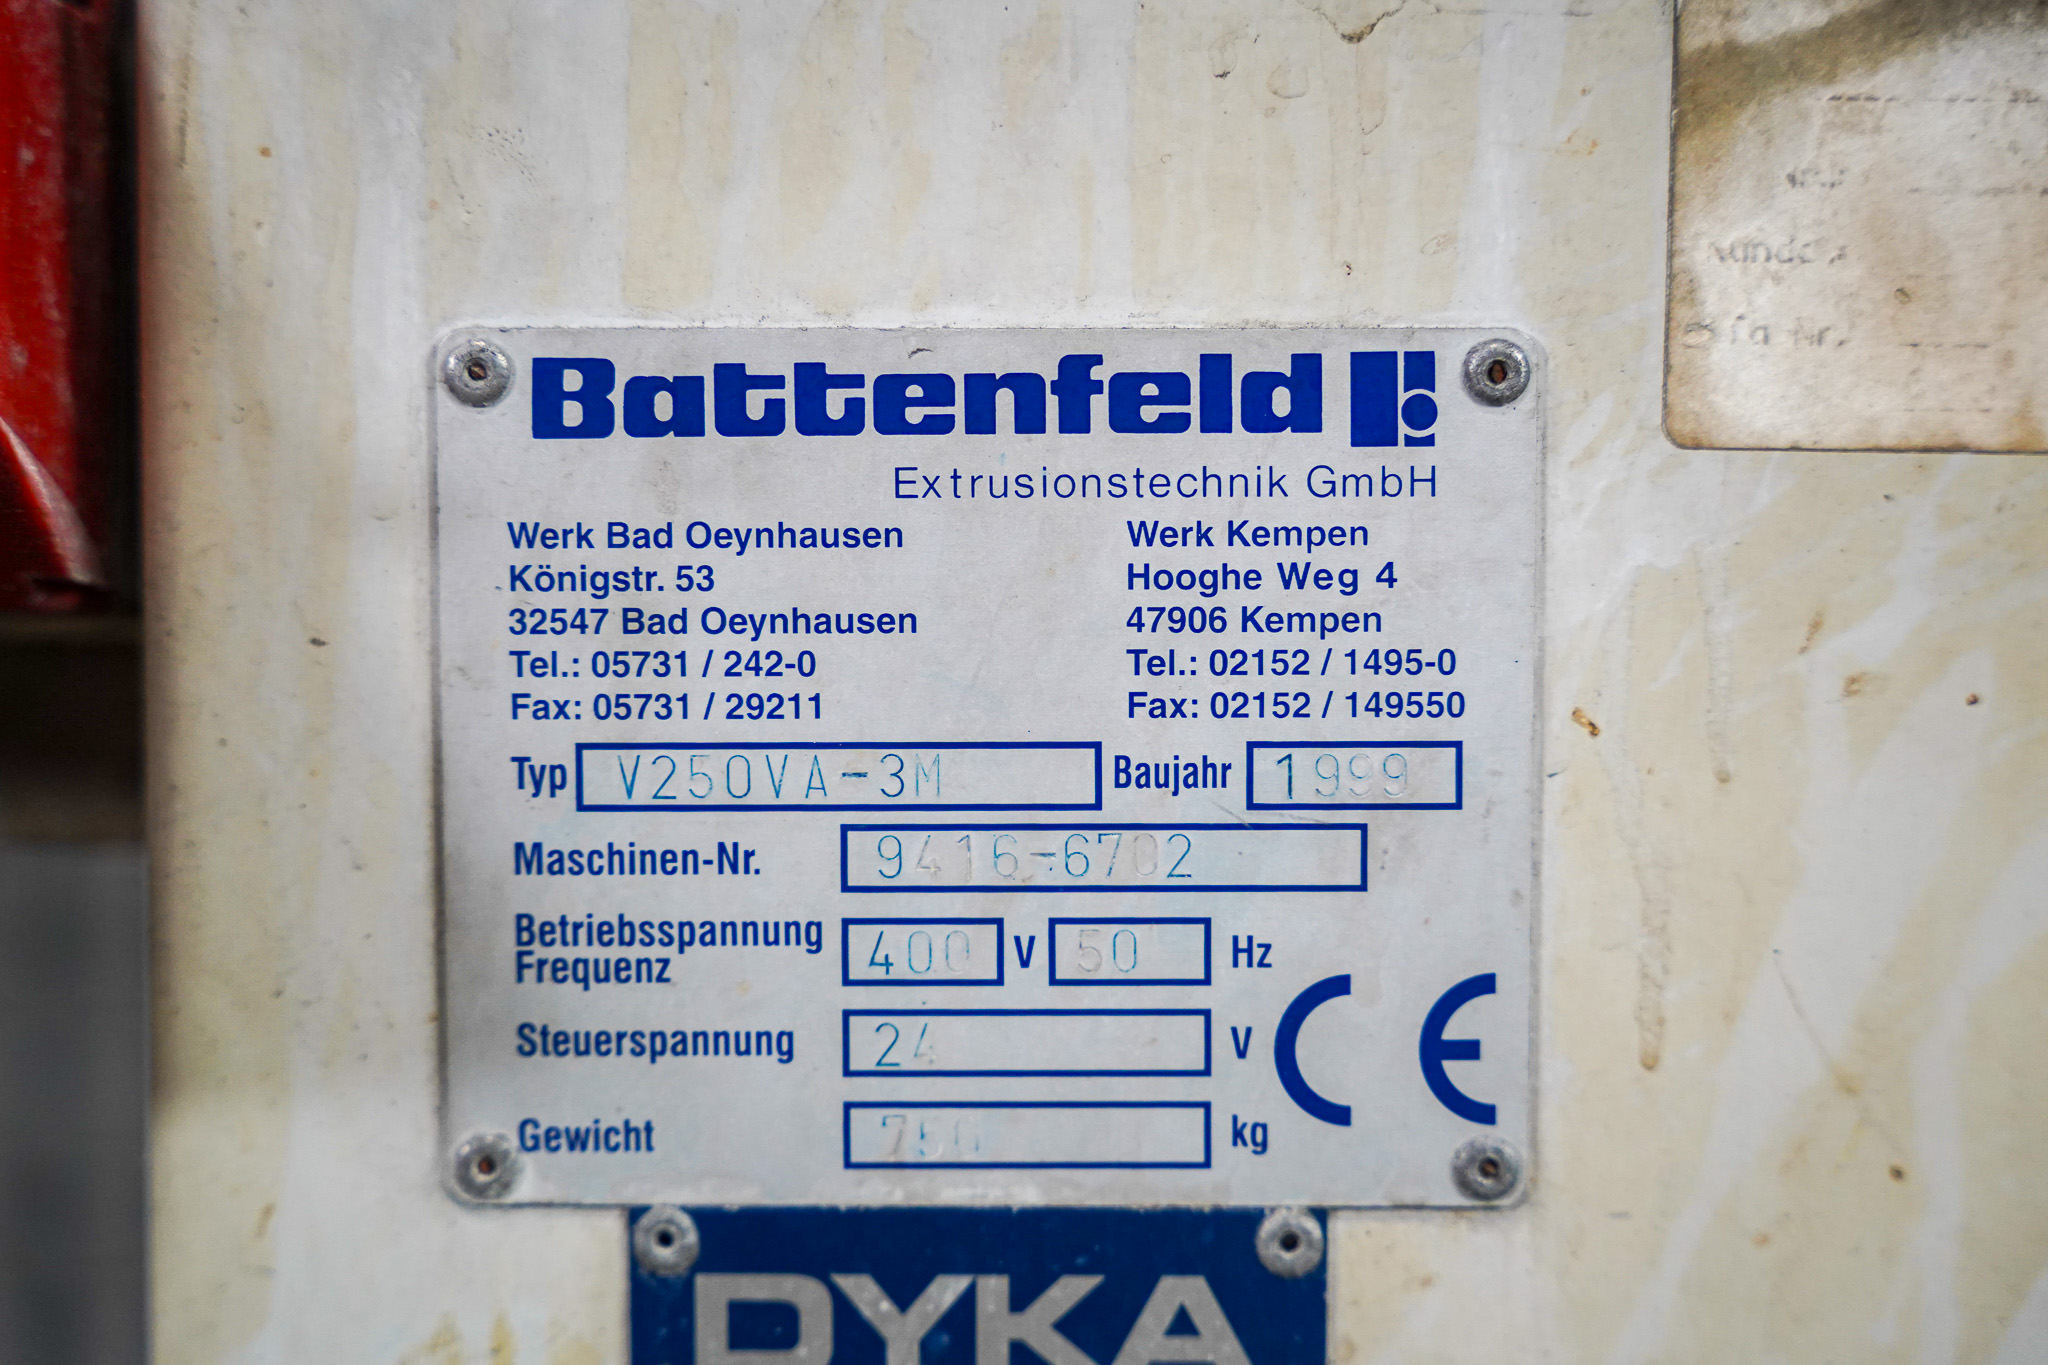 Battenfeld
Extrusionstechnik GmbH
Werk Bad Oeynhausen
Königstr. 53
32547 Bad Oeynhausen
Tel.: 05731 / 242-0
Fax: 05731 / 29211
Werk Kempen
Hooghe Weg 4
47906 Kempen
Tel.: 02152 / 1495-0
Fax: 02152 / 149550
Typ V250VA-3M Baujahr 1999
Maschinen-Nr. 9416-6702
Betriebsspannung 400 V 50 Hz
Frequenz
Steuerspannung 24 V
Gewicht 750 kg
CE
DYKA